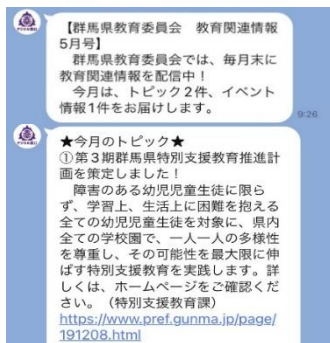 【群馬県教育委員会　教育関連情報
5月号】
　群馬県教育委員会では、毎月末に
教育関連情報を配信中！
　今月は、トピック２件、イベント
情報１件をお届けします。
9:26
★今月のトピック★
①第３期群馬県特別支援教育推進計
画を策定しました！
　障害のある幼児児童生徒に限ら
ず、学習上、生活上に困難を抱える
全ての幼児児童生徒を対象に、県内
全ての学校園で、一人一人の多様性
を尊重し、その可能性を最大限に伸
ばす特別支援教育を実践します。詳
しくは、ホームページをご確認くだ
さい。（特別支援教育課）
https://www.pref.gunma.jp/page/
191208.html